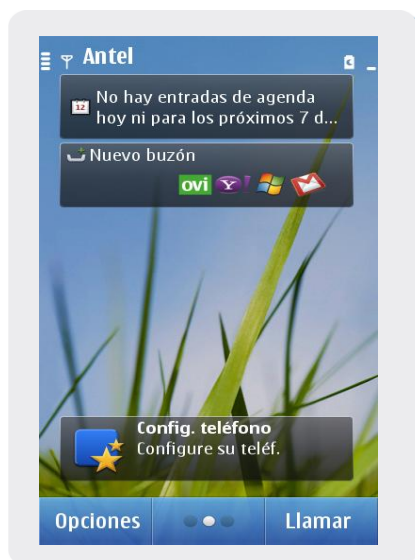 Antel
12
No hay entradas de agenda
hoy ni para los próximos 7 d...
Nuevo buzón
ovi Y!
Config. teléfono
Configure su teléf.
Opciones
Llamar